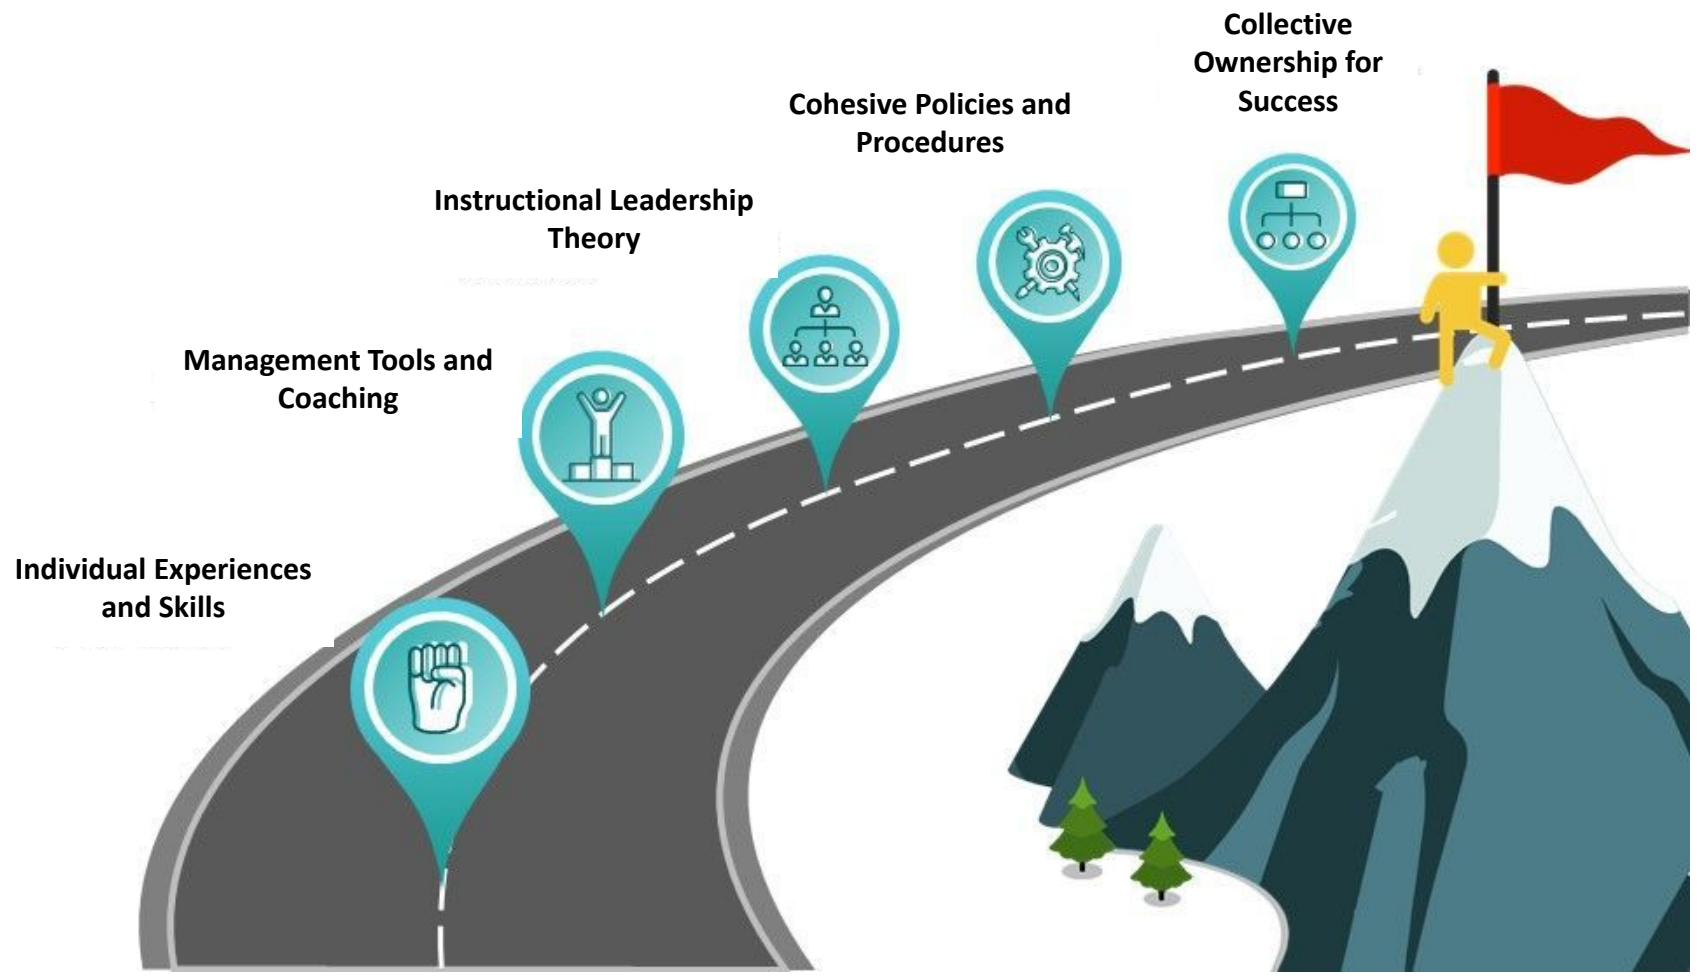 Collective
Ownership for
Success
Cohesive Policies and
Procedures
Instructional Leadership
Theory
Management Tools and
Coaching
Individual Experiences
and Skills